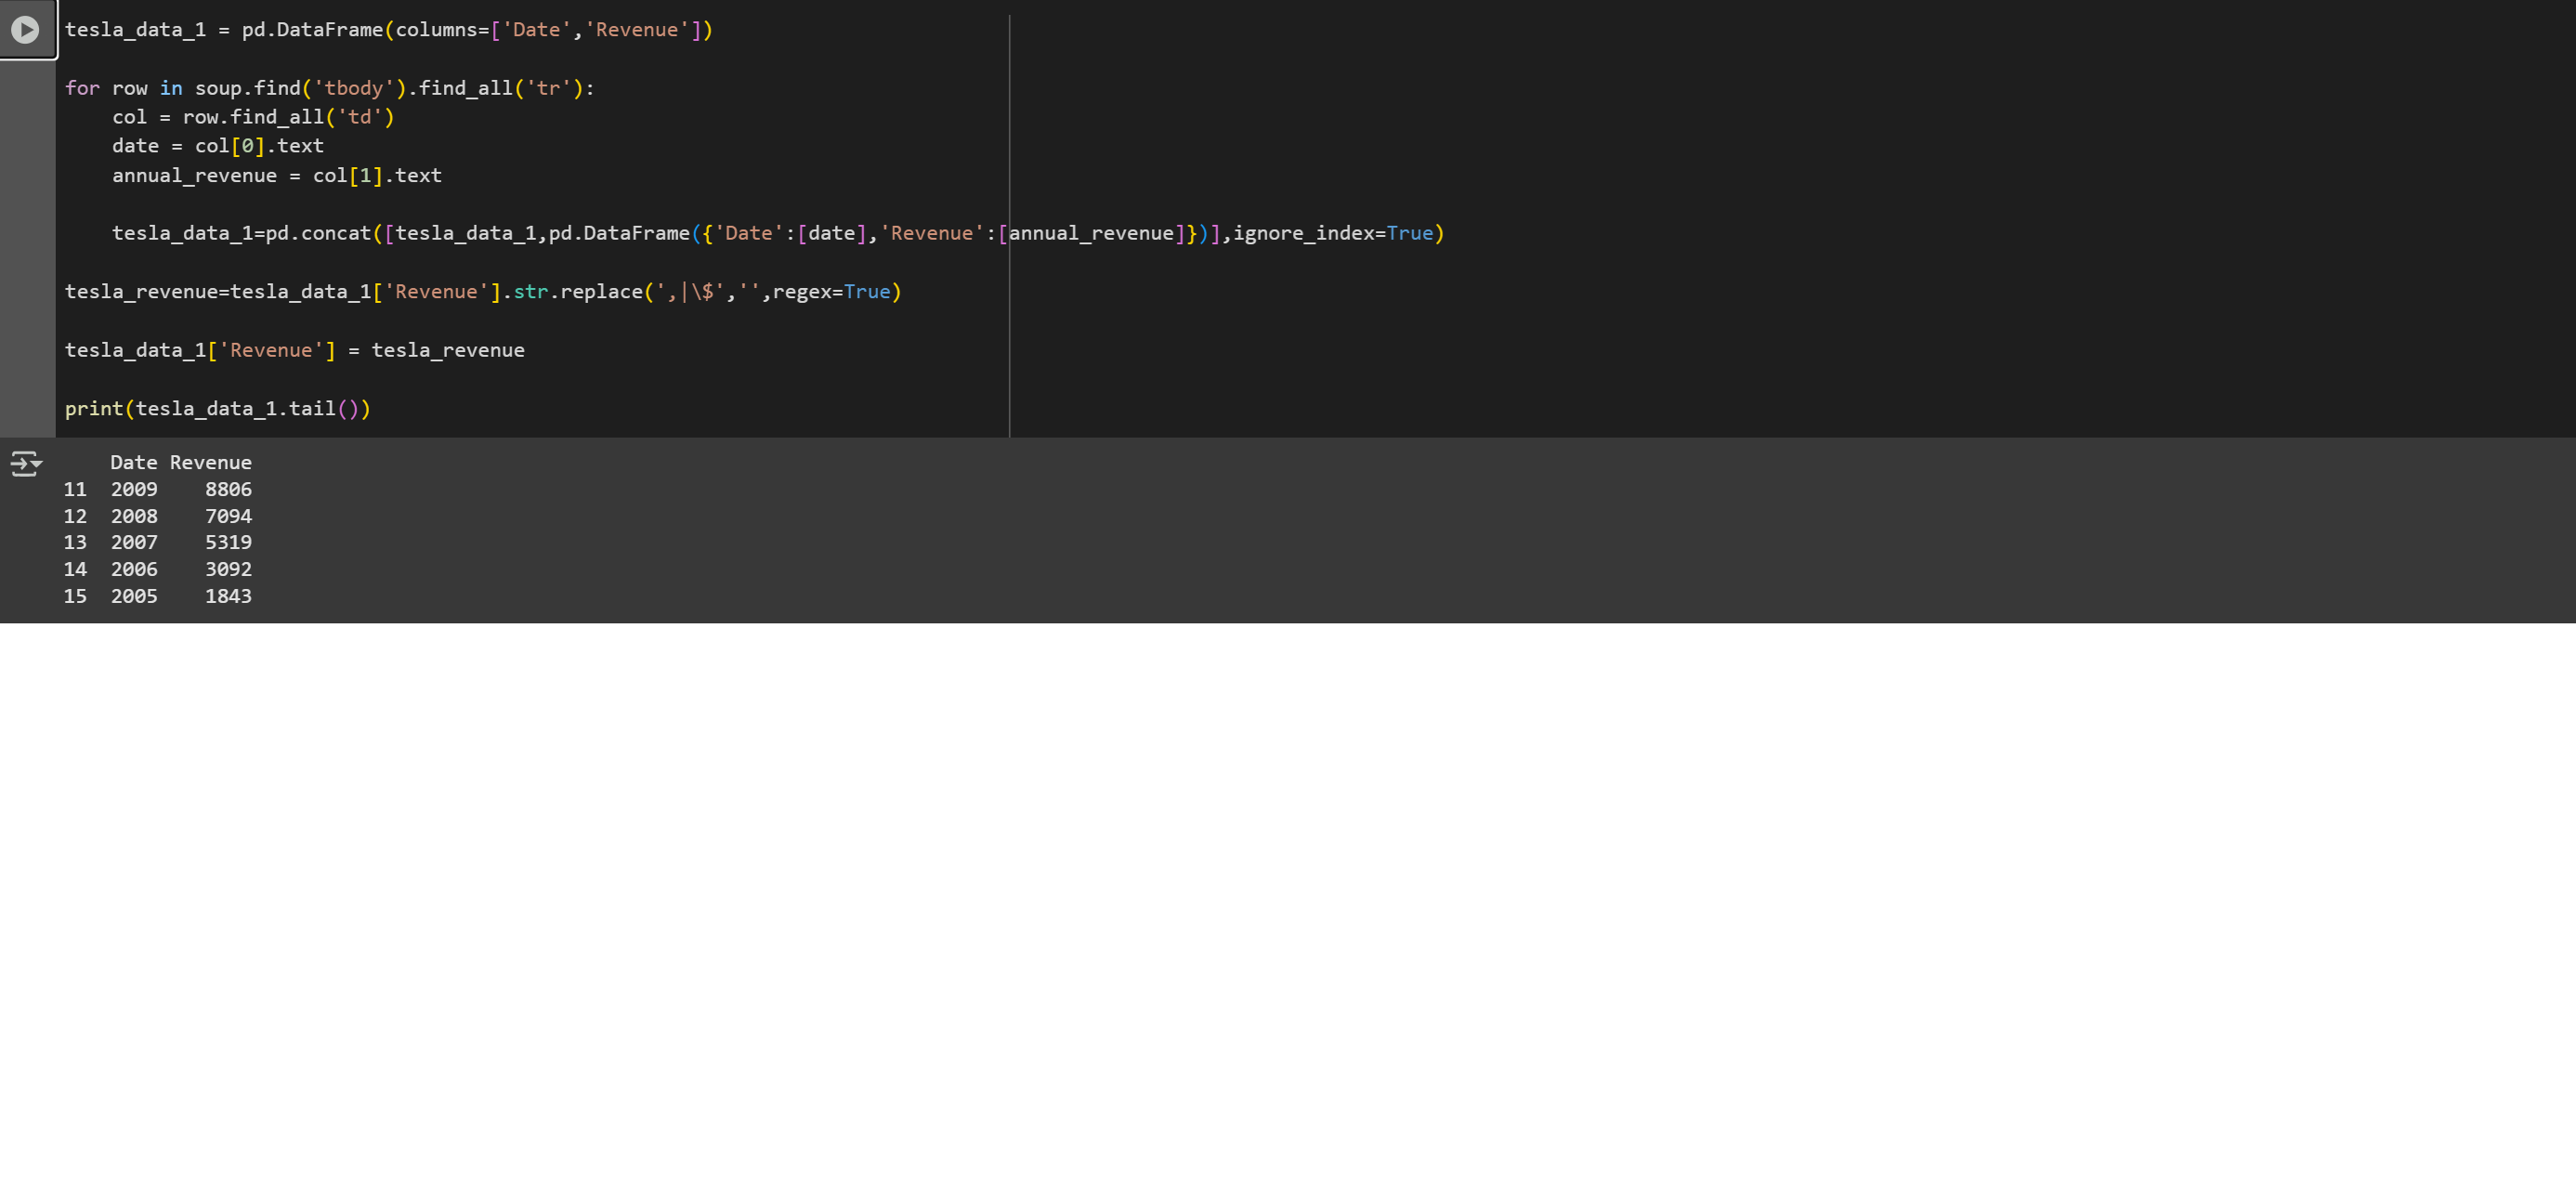 tesla_data_1 = pd.DataFrame(columns=['Date','Revenue'])
for row in soup.find('tbody').find_all('tr'):
    col = row.find_all('td')
    date = col[0].text
    annual_revenue = col[1].text
    tesla_data_1=pd.concat([tesla_data_1,pd.DataFrame({'Date':[date],'Revenue':[annual_revenue]})],ignore_index=True)
tesla_revenue=tesla_data_1['Revenue'].str.replace(',|\$','',regex=True)
tesla_data_1['Revenue'] = tesla_revenue
print(tesla_data_1.tail())
    Date Revenue
11  2009    8806
12  2008    7094
13  2007    5319
14  2006    3092
15  2005    1843